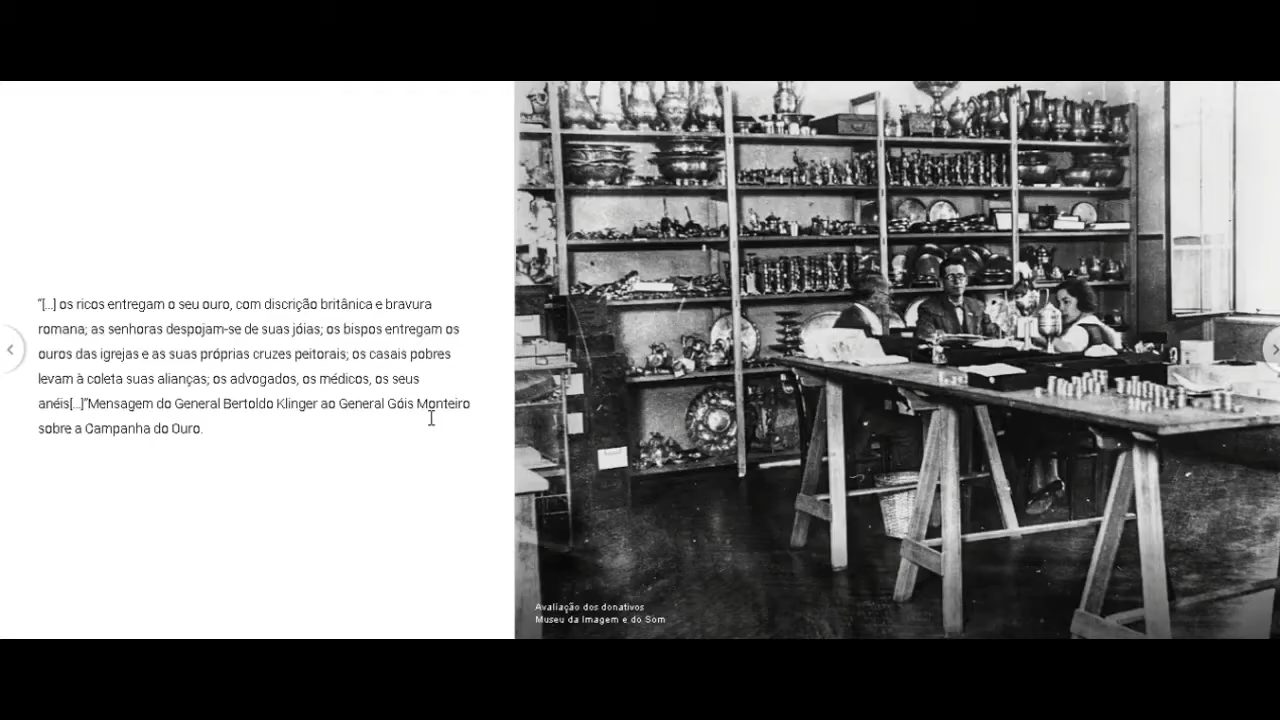 "[...] os ricos entregam o seu ouro, com discrição britânica e bravura
romana; as senhoras despojam-se de suas jóias; os bispos entregam os
ouros das igrejas e as suas próprias cruzes peitorais; os casais pobres
levam à coleta suas alianças; os advogados, os médicos, os seus
anéis[...]"Mensagem do General Bertoldo Klinger ao General Góis Monteiro
sobre a Campanha do Ouro.
Avaliação dos donativos
Museu da Imagem e do Som